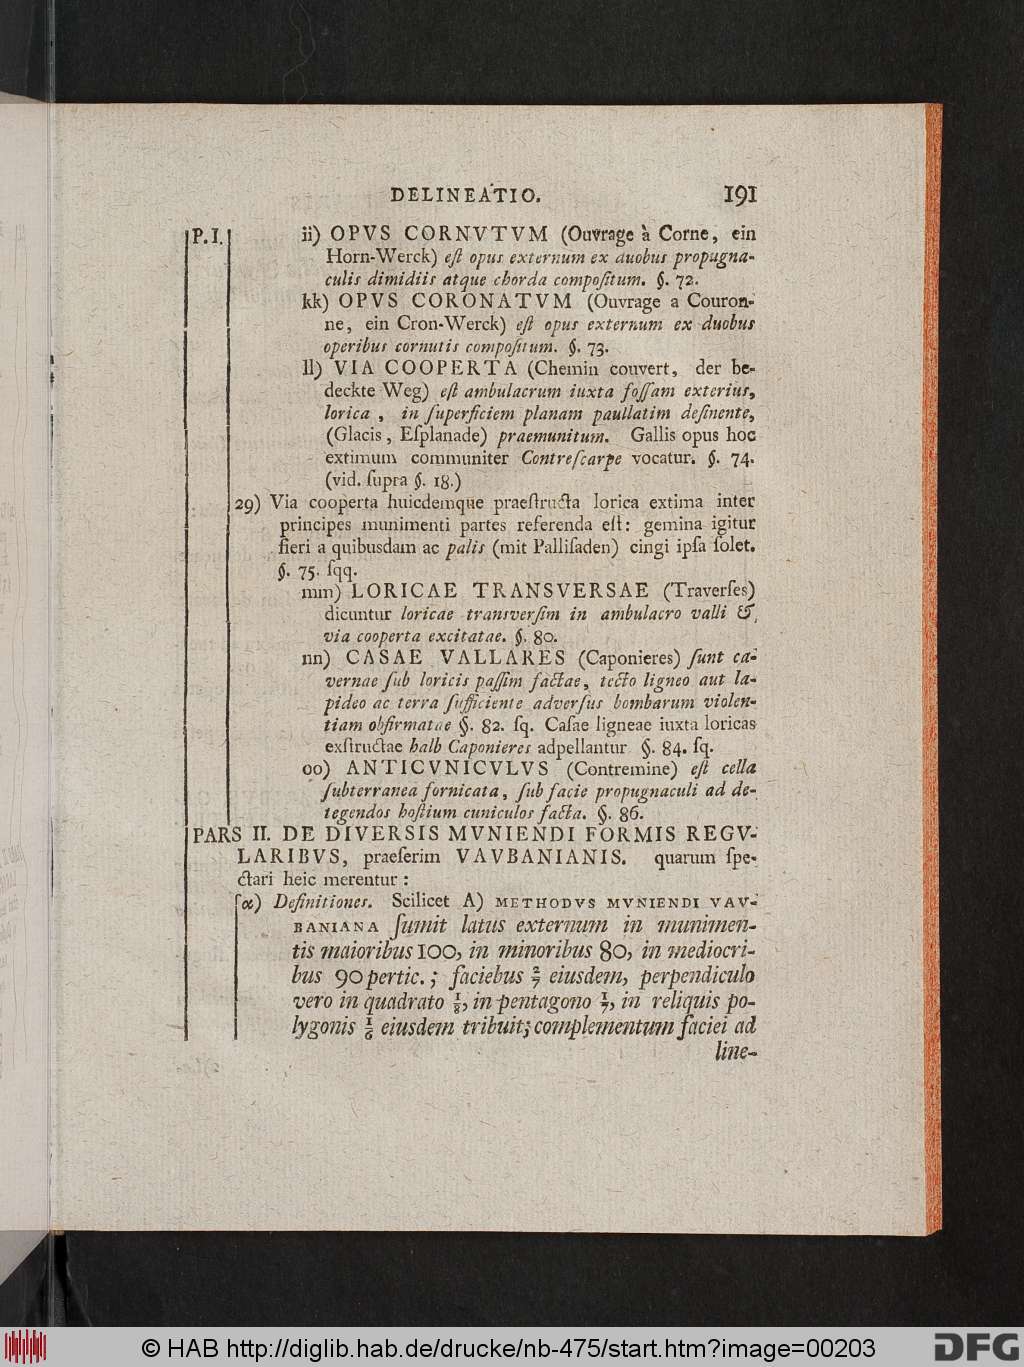 DELINEATIO. 191
P. I. ii) OPVS CORNVTVM (Ouvrage à Corne, ein
Horn-Werck) eſt opus externum ex duobus propugna-
culis dimidiis atque chorda compoſitum. §. 72.
kk) OPVS CORONATVM (Ouvrage a Couron-
ne, ein Cron-Werck) eſt opus externum ex duobus
operibus cornutis compoſitum. §. 73.
ll) VIA COOPERTA (Chemin couvert, der be-
deckte Weg) eſt ambulacrum iuxta foſſam exterius,
lorica, in ſuperficiem planam paullatim deſinente,
(Glacis, Eſplanade) praemunitum. Gallis opus hoc
extimum communiter Contreſcarpe vocatur. §. 74.
(vid. ſupra §. 18.)
29) Via cooperta huicdemque praeſtructa lorica extima inter
principes munimenti partes referenda eſt: gemina igitur
fieri a quibusdam ac palis (mit Palliſaden) cingi ipſa ſolet.
§. 75. ſqq.
mm) LORICAE TRANSVERSAE (Traverſes)
dicuntur loricae transverſim in ambulacro valli &
via cooperta excitatae. §. 80.
nn) CASAE VALLARES (Caponieres) ſunt ca-
vernae ſub loricis paſſim factae, tecto ligneo aut la-
pideo ac terra ſufficiente adverſus bombarum violen-
tiam obfirmatae §. 82. ſq. Caſae ligneae iuxta loricas
exſtructae halb Caponieres adpellantur §. 84. ſq.
oo) ANTICVNICVLVS (Contremine) eſt cella
ſubterranea fornicata, ſub facie propugnaculi ad de-
tegendos hoſtium cuniculos facta. §. 86.
PARS II. DE DIVERSIS MVNIENDI FORMIS REGV-
LARIBVS, praeſerim VAVBANIANIS. quarum ſpe-
ctari heic merentur:
α) Definitiones. Scilicet A) METHODVS MVNIENDI VAV-
BANIANA ſumit latus externum in munimen-
tis maioribus 100, in minoribus 80, in mediocri-
bus 90 pertic.; faciebus 2/7 eiusdem, perpendiculo
vero in quadrato 1/8, in pentagono 1/7, in reliquis po-
lygonis 1/6 eiusdem tribuit; complementum faciei ad
line-
© HAB http://diglib.hab.de/drucke/nb-475/start.htm?image=00203
DFG